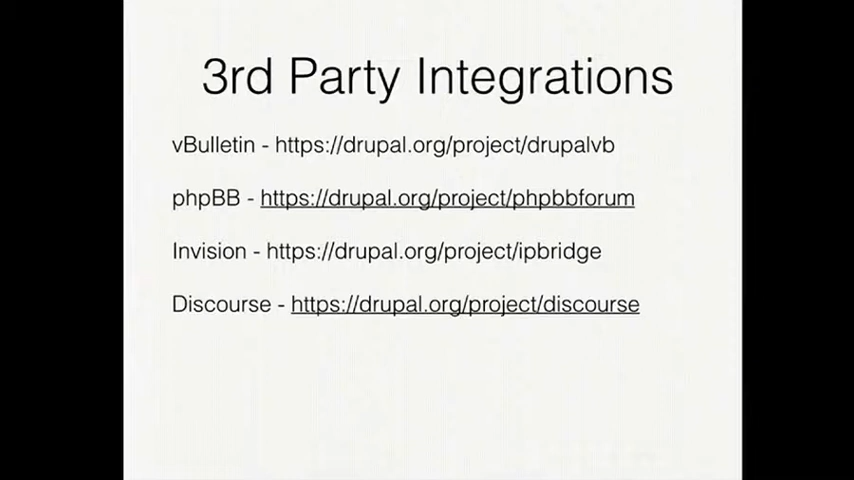 3rd Party Integrations
vBulletin - https://drupal.org/project/drupalvb
phpBB - https://drupal.org/project/phpbbforum
Invision - https://drupal.org/project/ipbridge
Discourse - https://drupal.org/project/discourse